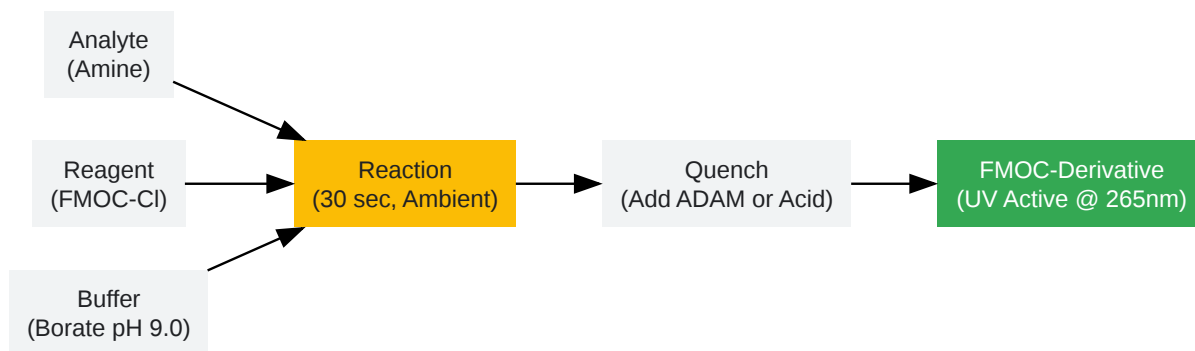 Analyte
(Amine)
Reagent
(FMOC-Cl)
Buffer
(Borate pH 9.0)
Reaction
(30 sec, Ambient)
Quench
(Add ADAM or Acid)
FMOC-Derivative
(UV Active @ 265nm)